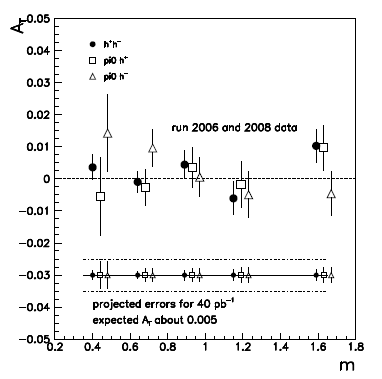 A_T
0.05
0.04
0.03
0.02
0.01
0
-0.01
-0.02
-0.03
-0.04
-0.05
h⁺h⁻
pi0 h⁺
pi0 h⁻
run 2006 and 2008 data
projected errors for 40 pb⁻¹
expected A_T about 0.005
0.2 0.4 0.6 0.8 1 1.2 1.4 1.6 1.8
m